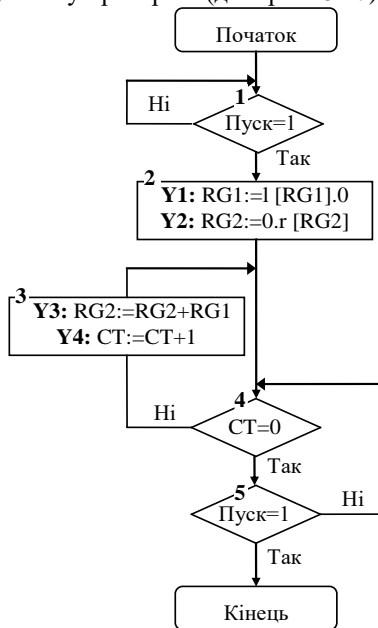 Початок
1
Ні
Пуск=1
Так
2
Y1: RG1:=l [RG1].0
Y2: RG2:=0.r [RG2]
3
Y3: RG2:=RG2+RG1
Y4: CT:=CT+1
4
Ні
CT=0
Так
5
Пуск=1
Ні
Так
Кінець